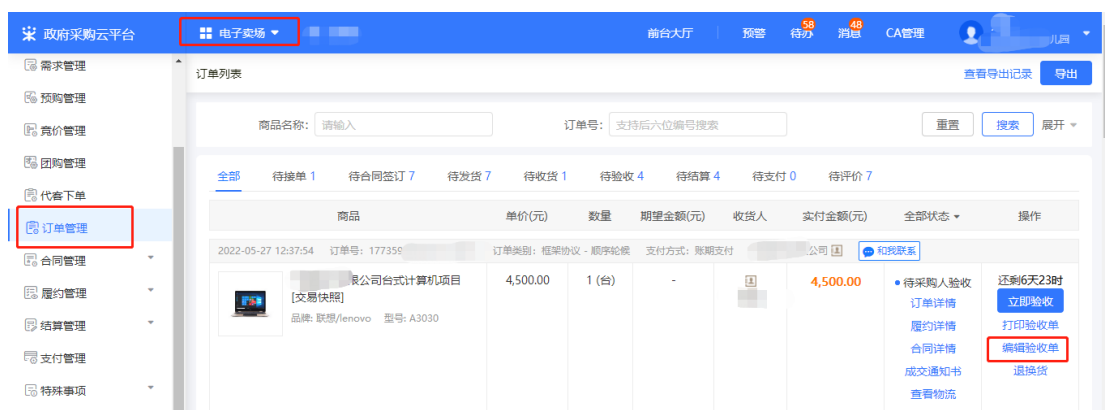 政府采购云平台
电子卖场
前台大厅 预警 待办 58 消息 48 CA管理 儿园
需求管理
预购管理
竞价管理
团购管理
代客下单
订单管理
合同管理
履约管理
结算管理
支付管理
特殊事项
订单列表 查看导出记录 导出
商品名称: 请输入 订单号: 支持后六位编号搜索 重置 搜索 展开
全部 待接单 1 待合同签订 7 待发货 7 待收货 1 待验收 4 待结算 4 待支付 0 待评价 7
商品 单价(元) 数量 期望金额(元) 收货人 实付金额(元) 全部状态 操作
2022-05-27 12:37:54 订单号: 177359 订单类别: 框架协议 - 顺序轮候 支付方式: 账期支付 公司 和我联系
限公司台式计算机项目 4,500.00 1 (台) - 4,500.00 待采购人验收 还剩6天23时
[交易快照] 订单详情 立即验收
品牌: 联想/lenovo 型号: A3030 履约详情 打印验收单
合同详情 编辑验收单
成交通知书 退换货
查看物流